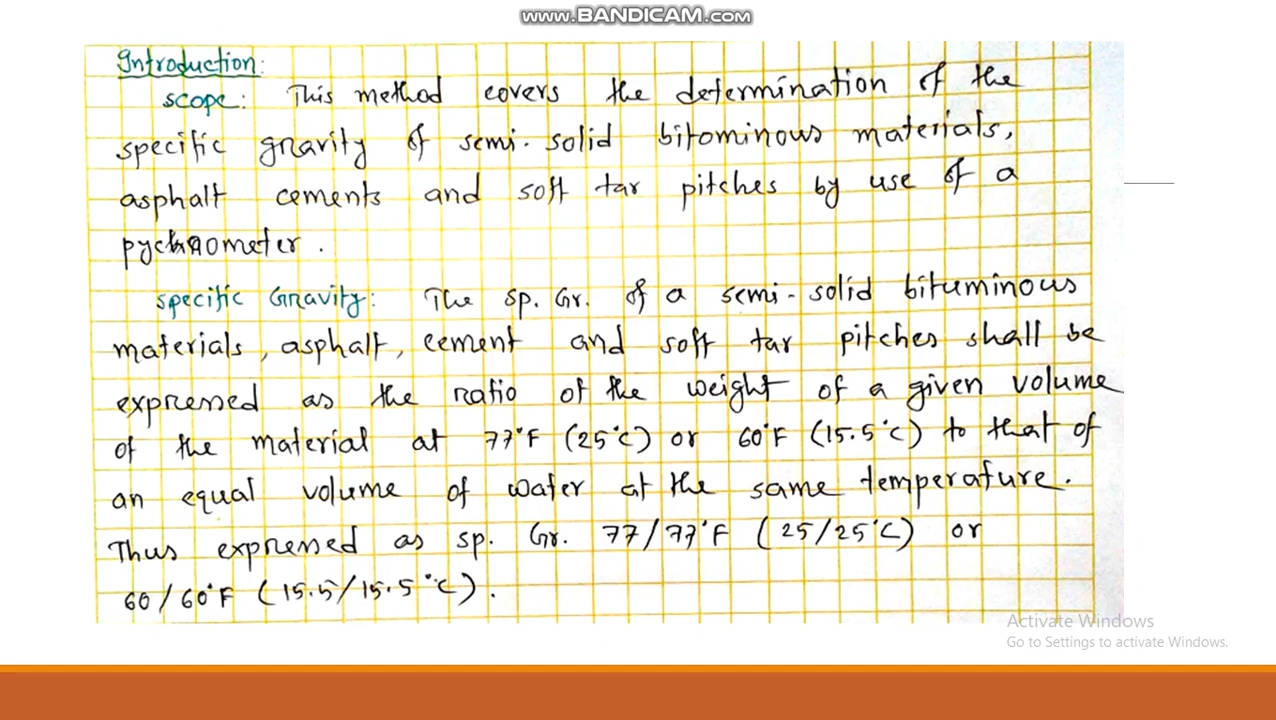 www.BANDICAM.com
Introduction:
scope: This method covers the determination of the
specific gravity of semi-solid bitominous materials,
asphalt cements and soft tar pitches by use of a
pychnometer.
specific Gravity: The sp. Gr. of a semi-solid bituminous
materials, asphalt, cement and soft tar pitches shall be
expressed as the ratio of the weight of a given volume
of the material at 77°F (25°C) or 60°F (15.5°C) to that of
an equal volume of water at the same temperature.
Thus expressed as sp. Gr. 77/77°F (25/25°C) or
60/60°F (15.5/15.5°C).
Activate Windows
Go to Settings to activate Windows.